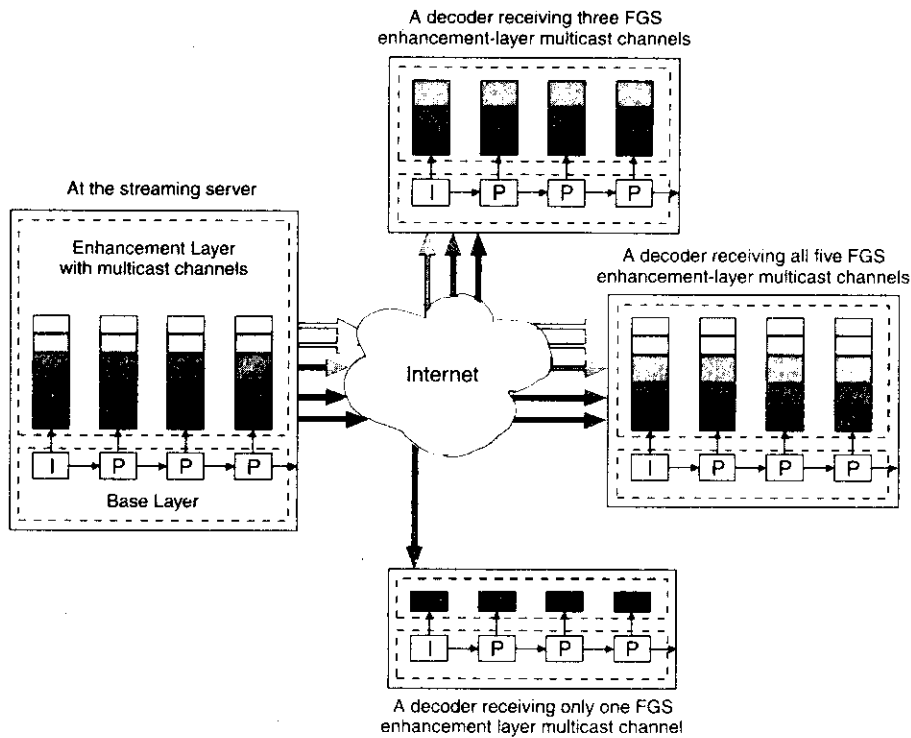 A decoder receiving three FGS
enhancement-layer multicast channels
I P P P
At the streaming server
Enhancement Layer
with multicast channels
I P P P
Base Layer
Internet
A decoder receiving all five FGS
enhancement-layer multicast channels
I P P P
I P P P
A decoder receiving only one FGS
enhancement layer multicast channel